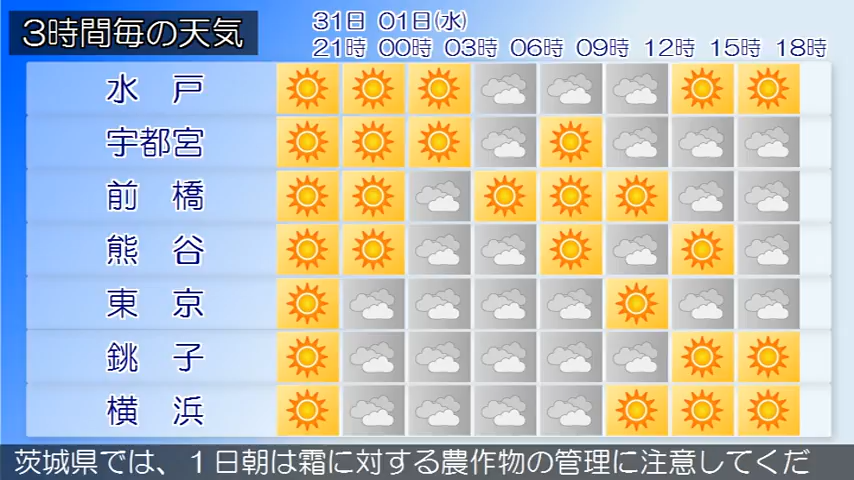 3時間毎の天気
31日 01日(水)
21時 00時 03時 06時 09時 12時 15時 18時
水 戸
宇都宮
前 橋
熊 谷
東 京
銚 子
横 浜
茨城県では、１日朝は霜に対する農作物の管理に注意してくだ